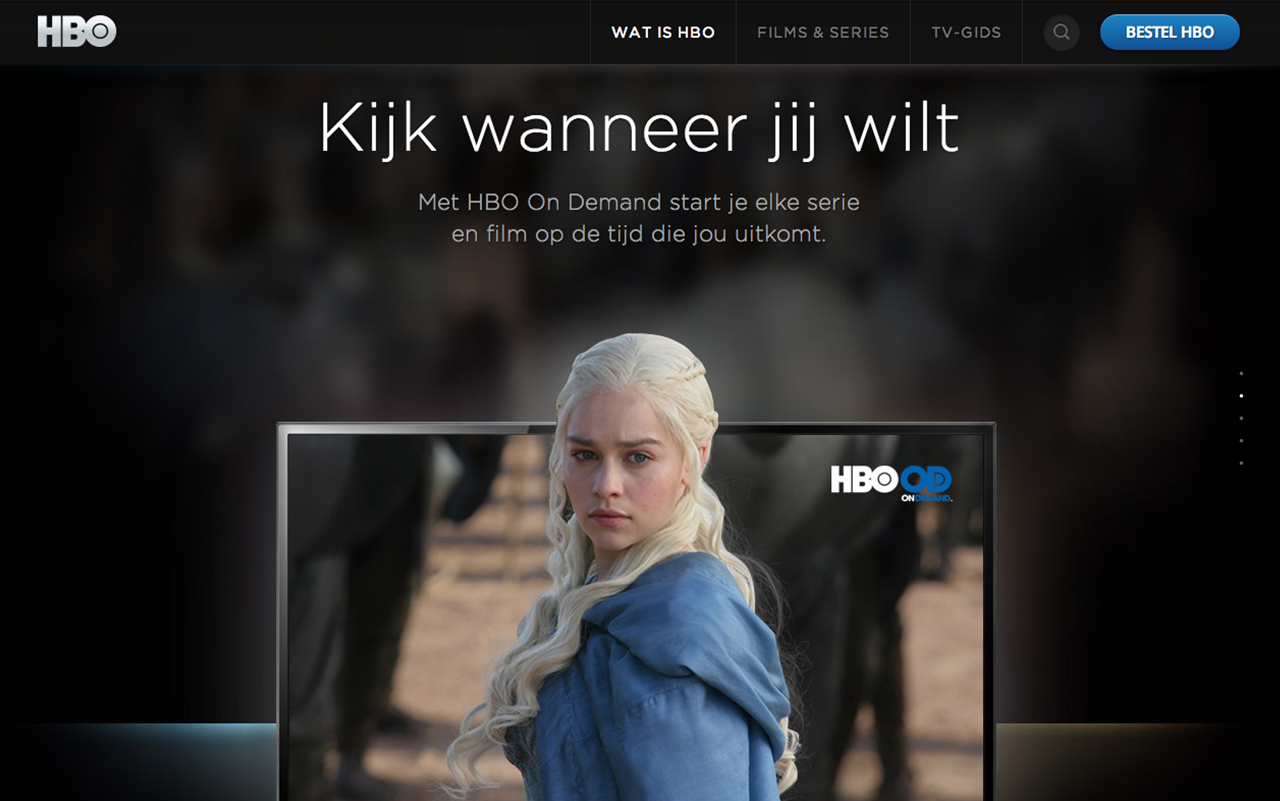 HBO
WAT IS HBO
FILMS & SERIES
TV-GIDS
BESTEL HBO
Kijk wanneer jij wilt
Met HBO On Demand start je elke serie
en film op de tijd die jou uitkomt.
HBO OD
ON DEMAND.